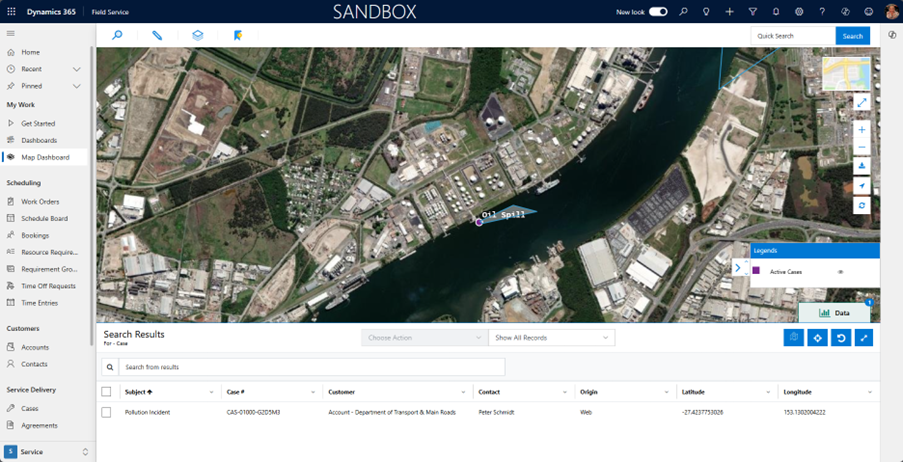 Dynamics 365 Field Service SANDBOX New look
Quick Search Search
Home
Recent
Pinned
My Work
Get Started
Dashboards
Map Dashboard
Scheduling
Work Orders
Schedule Board
Bookings
Resource Require...
Requirement Gro...
Time Off Requests
Time Entries
Customers
Accounts
Contacts
Service Delivery
Cases
Agreements
S Service
Oil Spill
Legends
Active Cases
Data 1
Search Results
For - Case
Choose Action Show All Records
Search from results
Subject Case # Customer Contact Origin Latitude Longitude
Pollution Incident CAS-01000-G2D5M3 Account - Department of Transport & Main Roads Peter Schmidt Web -27.4237753026 153.1302004222